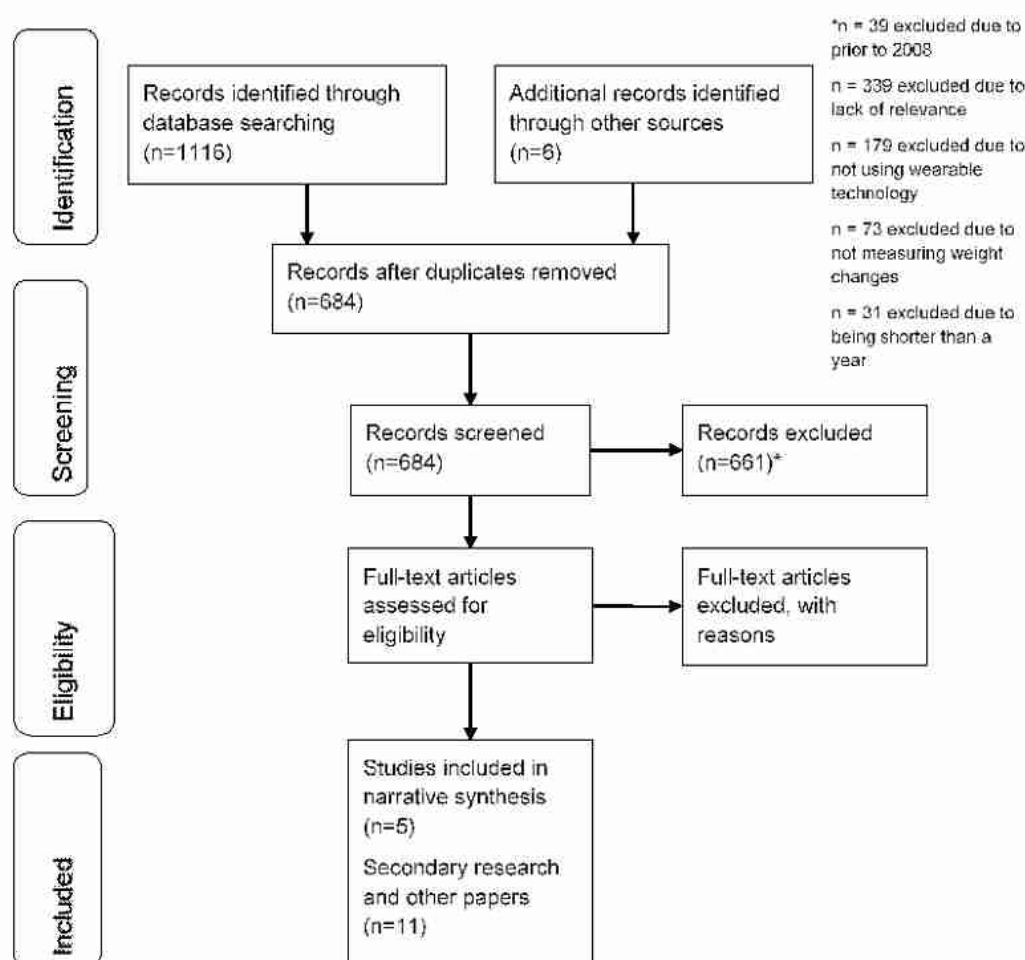 *n = 39 excluded due to
prior to 2008
n = 339 excluded due to
lack of relevance
n = 179 excluded due to
not using wearable
technology
n = 73 excluded due to
not measuring weight
changes
n = 31 excluded due to
being shorter than a
year
Identification
Records identified through
database searching
(n=1116)
Additional records identified
through other sources
(n=6)
Records after duplicates removed
(n=684)
Screening
Records screened
(n=684)
Records excluded
(n=661)*
Eligibility
Full-text articles
assessed for
eligibility
Full-text articles
excluded, with
reasons
Included
Studies included in
narrative synthesis
(n=5)
Secondary research
and other papers
(n=11)